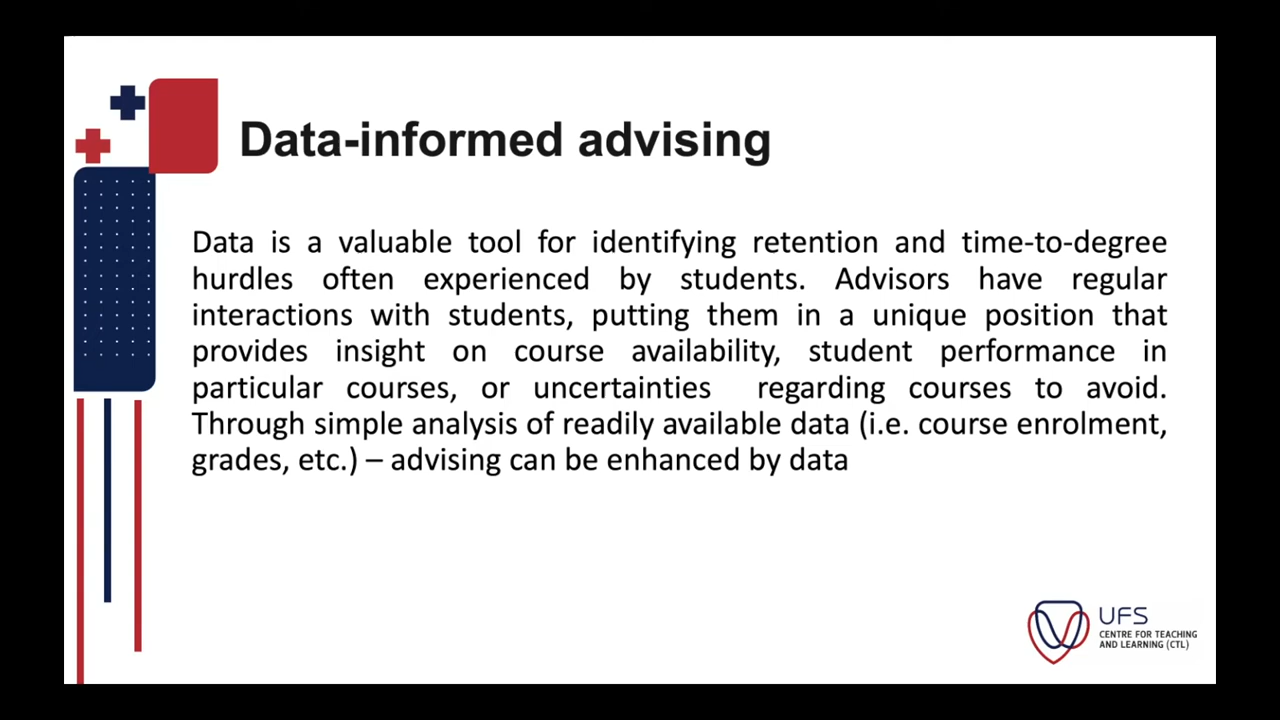 Data-informed advising
Data is a valuable tool for identifying retention and time-to-degree
hurdles often experienced by students. Advisors have regular
interactions with students, putting them in a unique position that
provides insight on course availability, student performance in
particular courses, or uncertainties regarding courses to avoid.
Through simple analysis of readily available data (i.e. course enrolment,
grades, etc.) – advising can be enhanced by data
UFS
CENTRE FOR TEACHING
AND LEARNING (CTL)